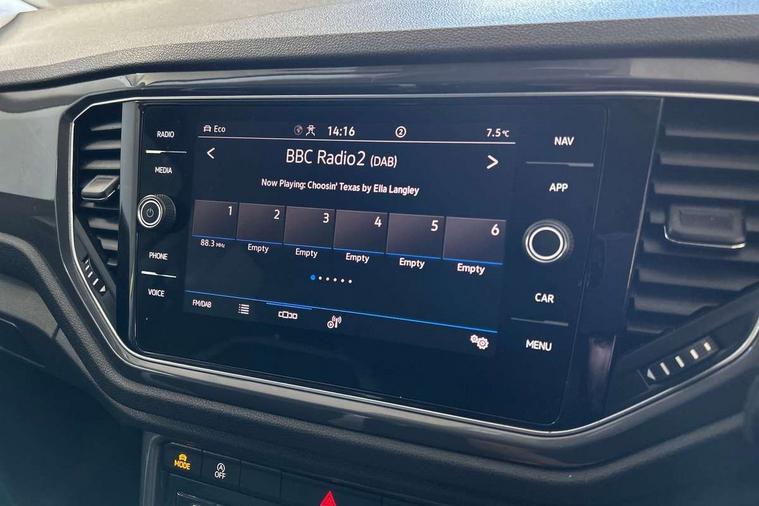 RADIO
MEDIA
PHONE
VOICE
Eco
14:16
2
7.5°C
BBC Radio2 (DAB)
Now Playing: Choosin' Texas by Ella Langley
1 2 3 4 5 6
88.3 MHz Empty Empty Empty Empty Empty
FM/DAB
NAV
APP
CAR
MENU
MODE
OFF